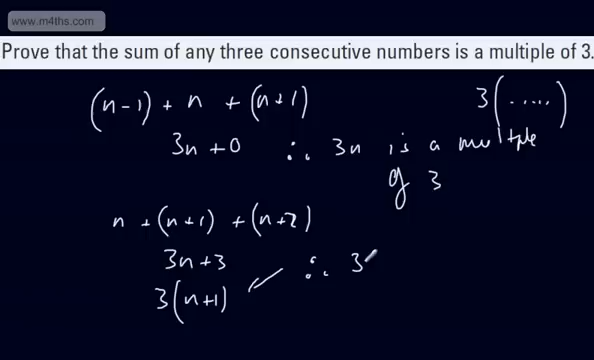 www.m4ths.com
Prove that the sum of any three consecutive numbers is a multiple of 3.
(n-1) + n + (n+1)
3(.....)
3n + 0 ∴ 3n is a multiple
of 3
n + (n+1) + (n+2)
3n + 3
3(n+1) ∴ 3